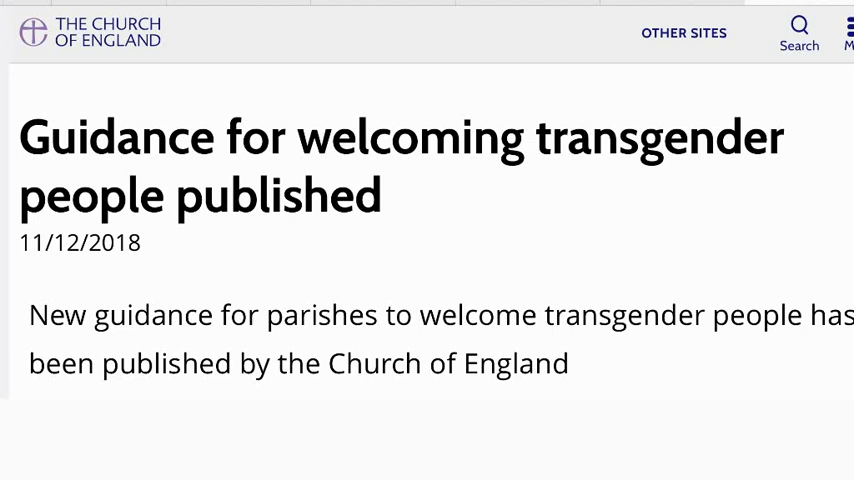 THE CHURCH
OF ENGLAND
OTHER SITES
Search
Guidance for welcoming transgender
people published
11/12/2018
New guidance for parishes to welcome transgender people has
been published by the Church of England